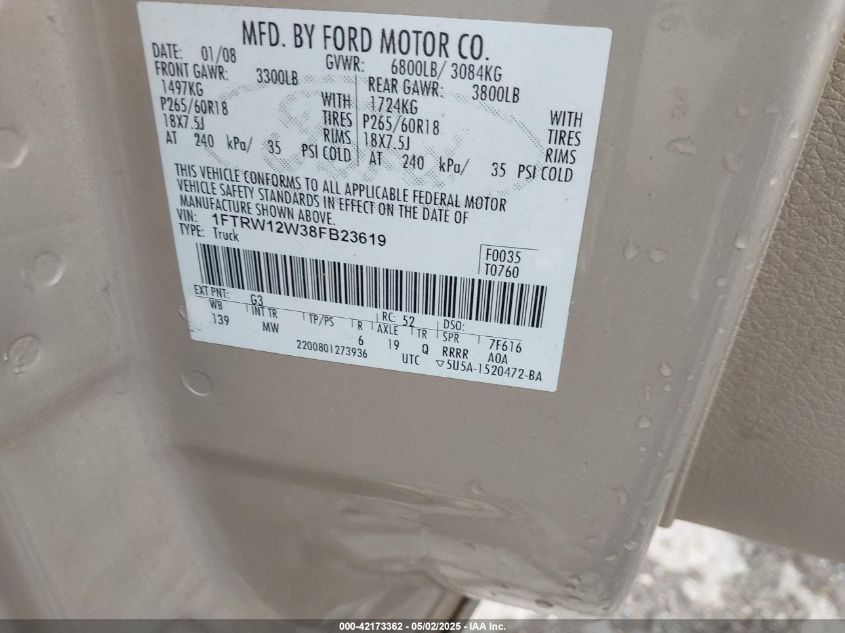 MFD. BY FORD MOTOR CO.
DATE: 01/08 GVWR: 6800LB/ 3084KG
FRONT GAWR: 3300LB REAR GAWR: 3800LB
1497KG WITH 1724KG WITH
P265/60R18 TIRES P265/60R18 TIRES
18X7.5J RIMS 18X7.5J RIMS
AT 240 kPa/ 35 PSI COLD AT 240 kPa/ 35 PSI COLD
THIS VEHICLE CONFORMS TO ALL APPLICABLE FEDERAL MOTOR
VEHICLE SAFETY STANDARDS IN EFFECT ON THE DATE OF
MANUFACTURE SHOWN ABOVE.
VIN: 1FTRW12W38FB23619
TYPE: Truck
F0035
T0760
EXT PNT: G3 RC: 52 DSO:
WB INT TR TP/PS R AXLE TR SPR 7F616
139 MW 6 19 Q RRRR A0A
2200801273936 UTC ▽5U5A-1520472-BA
000-42173362 - 05/02/2025 - IAA Inc.